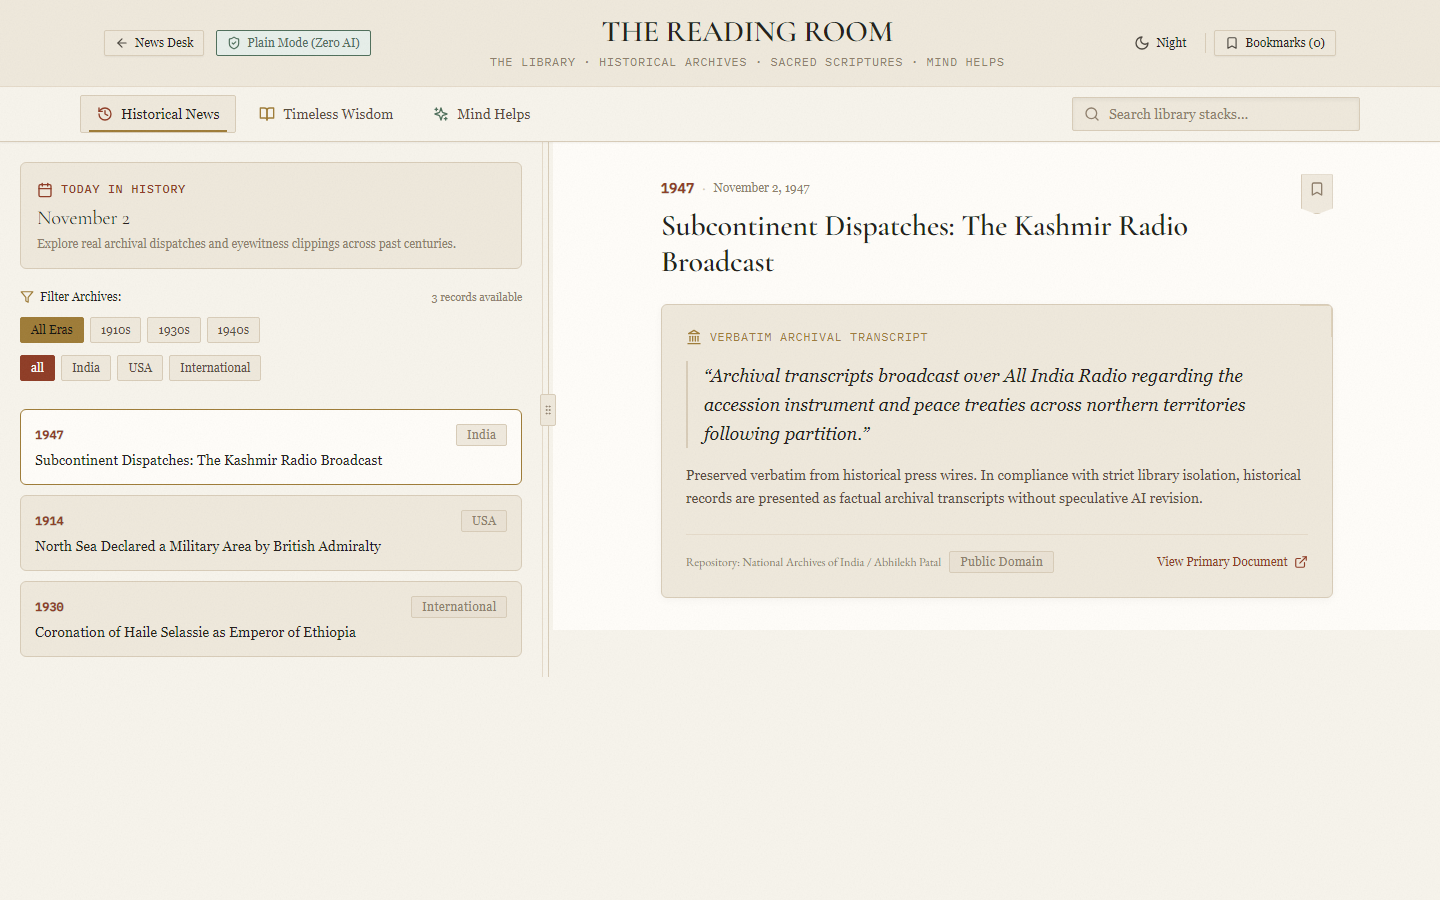 News Desk
Plain Mode (Zero AI)
THE READING ROOM
THE LIBRARY · HISTORICAL ARCHIVES · SACRED SCRIPTURES · MIND HELPS
Night
Bookmarks (0)
Historical News
Timeless Wisdom
Mind Helps
Search library stacks...
TODAY IN HISTORY
November 2
Explore real archival dispatches and eyewitness clippings across past centuries.
Filter Archives:
3 records available
All Eras
1910s
1930s
1940s
all
India
USA
International
1947
India
Subcontinent Dispatches: The Kashmir Radio Broadcast
1914
USA
North Sea Declared a Military Area by British Admiralty
1930
International
Coronation of Haile Selassie as Emperor of Ethiopia
1947 · November 2, 1947
Subcontinent Dispatches: The Kashmir Radio
Broadcast
VERBATIM ARCHIVAL TRANSCRIPT
“Archival transcripts broadcast over All India Radio regarding the
accession instrument and peace treaties across northern territories
following partition.”
Preserved verbatim from historical press wires. In compliance with strict library isolation, historical
records are presented as factual archival transcripts without speculative AI revision.
Repository: National Archives of India / Abhilekh Patal
Public Domain
View Primary Document